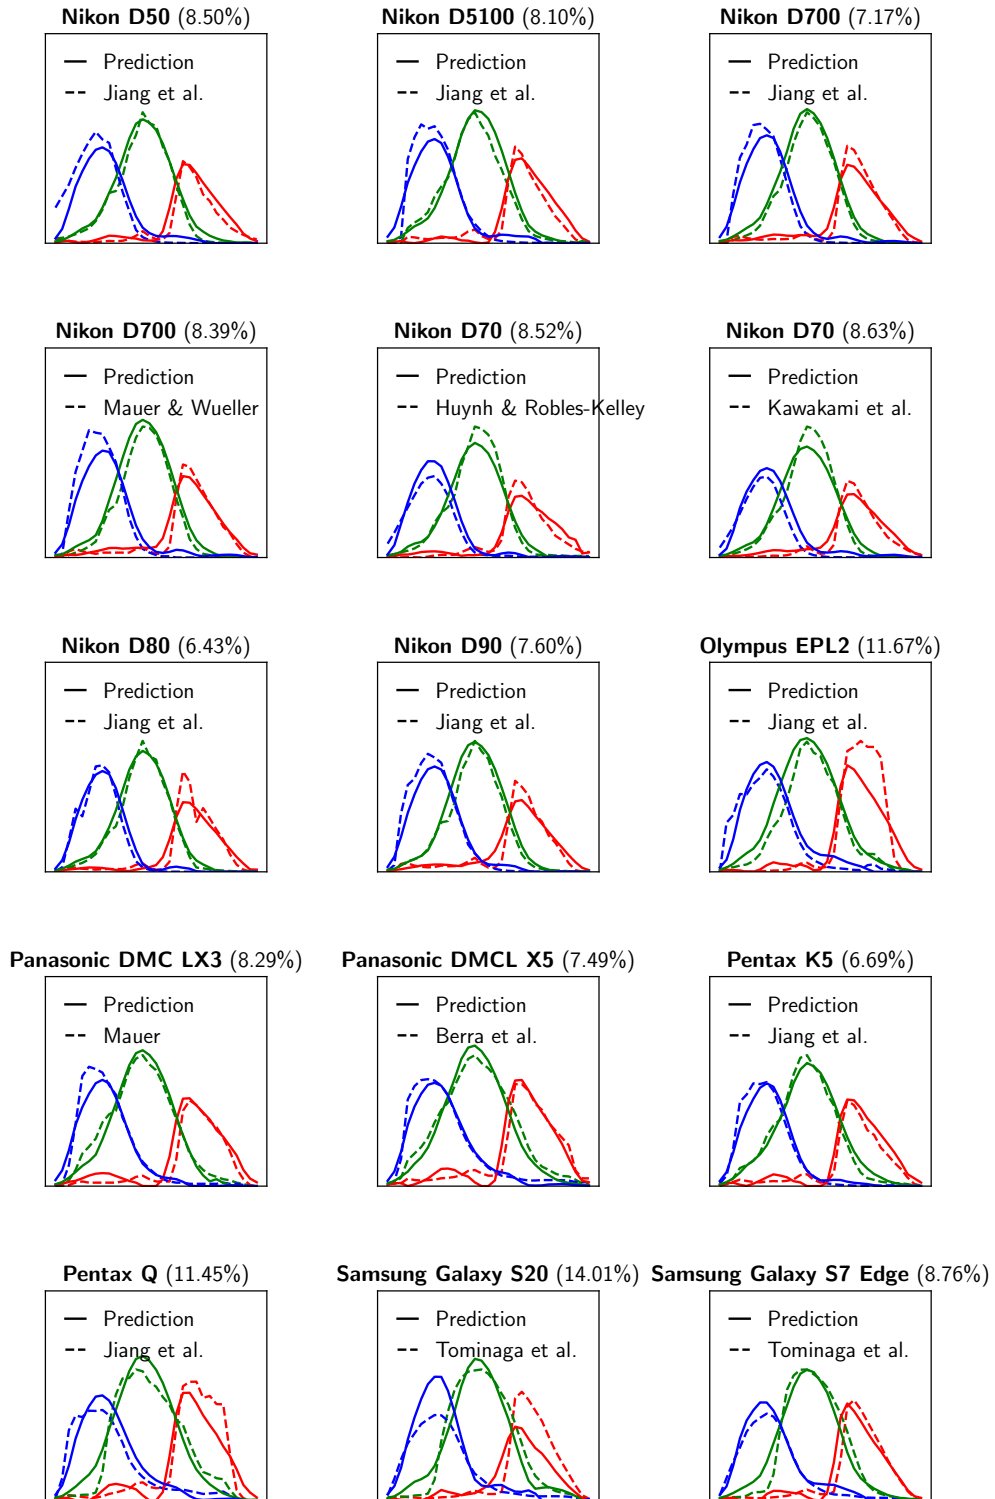 Nikon D50 (8.50%)
Prediction
Jiang et al.
Nikon D5100 (8.10%)
Prediction
Jiang et al.
Nikon D700 (7.17%)
Prediction
Jiang et al.
Nikon D700 (8.39%)
Prediction
Mauer & Wueller
Nikon D70 (8.52%)
Prediction
Huynh & Robles-Kelley
Nikon D70 (8.63%)
Prediction
Kawakami et al.
Nikon D80 (6.43%)
Prediction
Jiang et al.
Nikon D90 (7.60%)
Prediction
Jiang et al.
Olympus EPL2 (11.67%)
Prediction
Jiang et al.
Panasonic DMC LX3 (8.29%)
Prediction
Mauer
Panasonic DMCL X5 (7.49%)
Prediction
Berra et al.
Pentax K5 (6.69%)
Prediction
Jiang et al.
Pentax Q (11.45%)
Prediction
Jiang et al.
Samsung Galaxy S20 (14.01%)
Prediction
Tominaga et al.
Samsung Galaxy S7 Edge (8.76%)
Prediction
Tominaga et al.